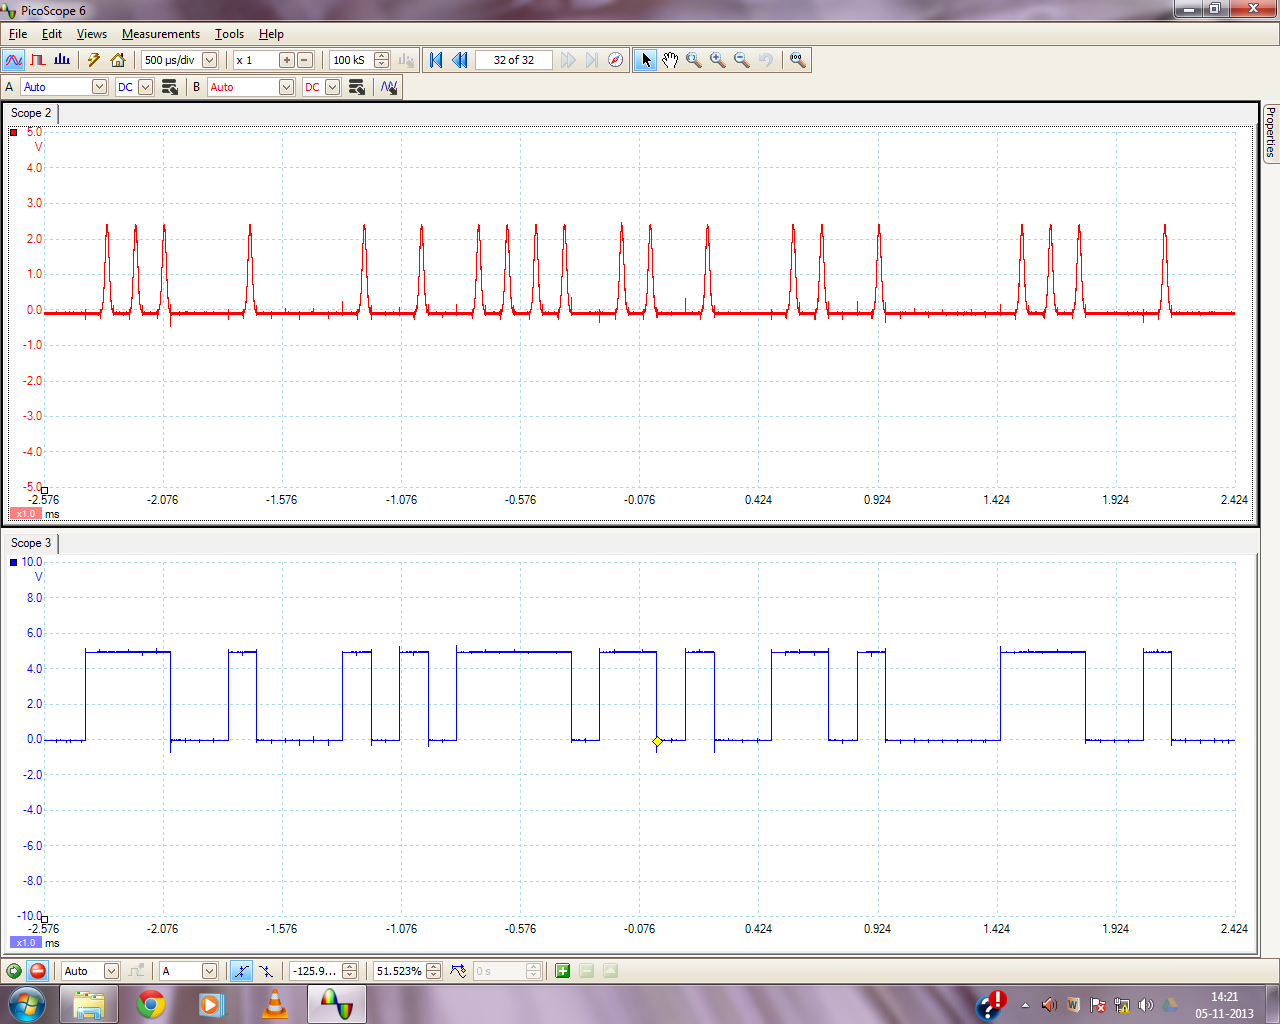 PicoScope 6
File Edit Views Measurements Tools Help
500 µs/div x 1 100 kS 32 of 32
A Auto DC B Auto DC
Scope 2
Properties
5.0
V
4.0
3.0
2.0
1.0
0.0
-1.0
-2.0
-3.0
-4.0
-5.0
-2.576 -2.076 -1.576 -1.076 -0.576 -0.076 0.424 0.924 1.424 1.924 2.424
x1.0 ms
Scope 3
10.0
V
8.0
6.0
4.0
2.0
0.0
-2.0
-4.0
-6.0
-8.0
-10.0
-2.576 -2.076 -1.576 -1.076 -0.576 -0.076 0.424 0.924 1.424 1.924 2.424
x1.0 ms
Auto A -125.9... 51.523% 0 s
14:21
05-11-2013